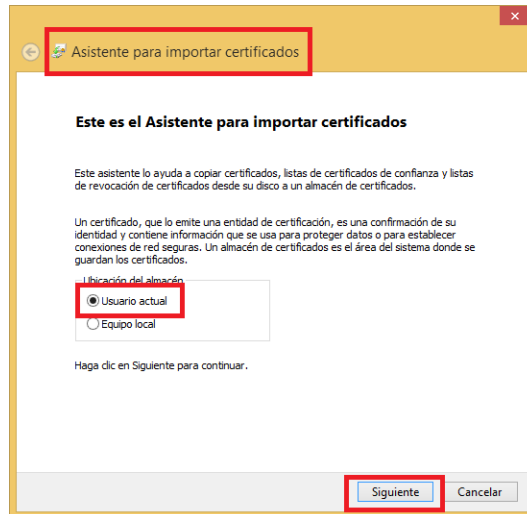 Asistente para importar certificados
Este es el Asistente para importar certificados
Este asistente lo ayuda a copiar certificados, listas de certificados de confianza y listas
de revocación de certificados desde su disco a un almacén de certificados.
Un certificado, que lo emite una entidad de certificación, es una confirmación de su
identidad y contiene información que se usa para proteger datos o para establecer
conexiones de red seguras. Un almacén de certificados es el área del sistema donde se
guardan los certificados.
Ubicación del almacén
Usuario actual
Equipo local
Haga clic en Siguiente para continuar.
Siguiente Cancelar